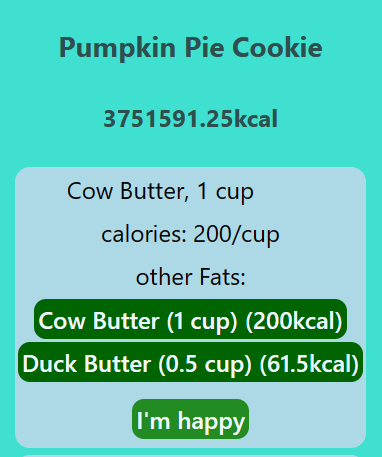 Pumpkin Pie Cookie
3751591.25kcal
Cow Butter, 1 cup
calories: 200/cup
other Fats:
Cow Butter (1 cup) (200kcal)
Duck Butter (0.5 cup) (61.5kcal)
I'm happy